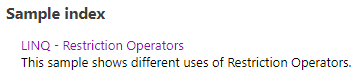 Sample index
LINQ - Restriction Operators
This sample shows different uses of Restriction Operators.